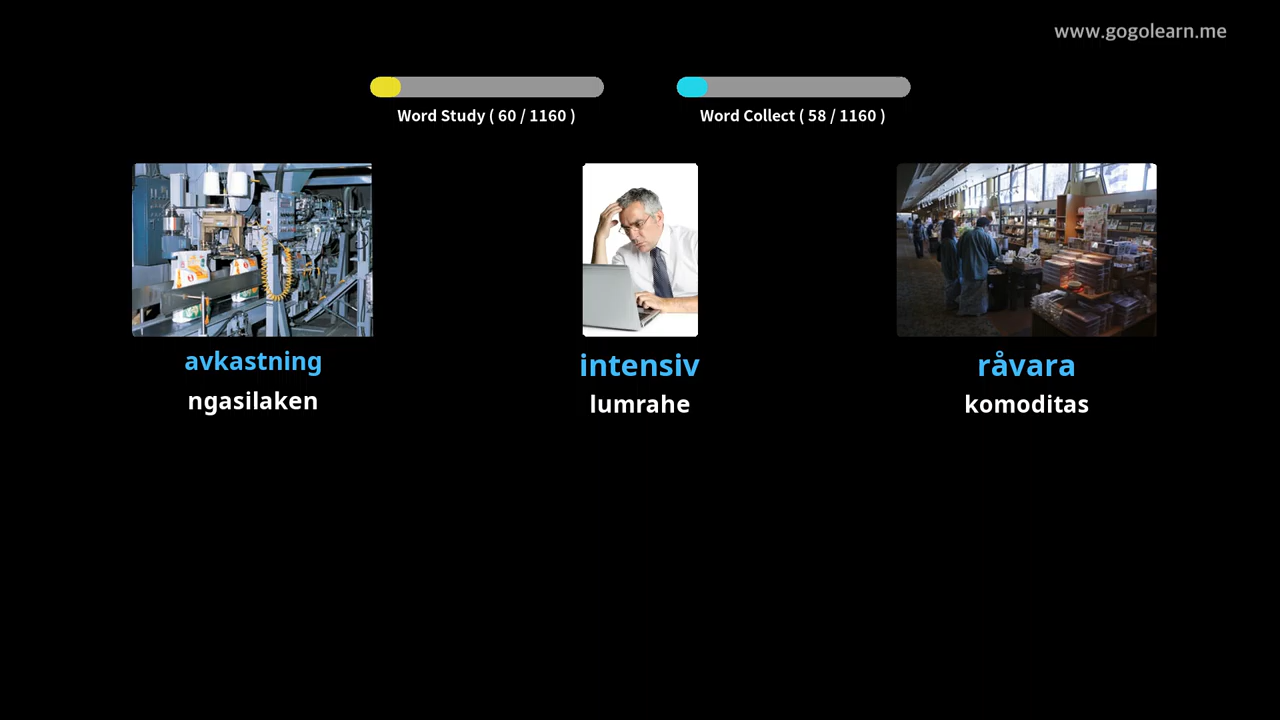 www.gogolearn.me
Word Study ( 60 / 1160 )
Word Collect ( 58 / 1160 )
avkastning
ngasilaken
intensiv
lumrahe
råvara
komoditas